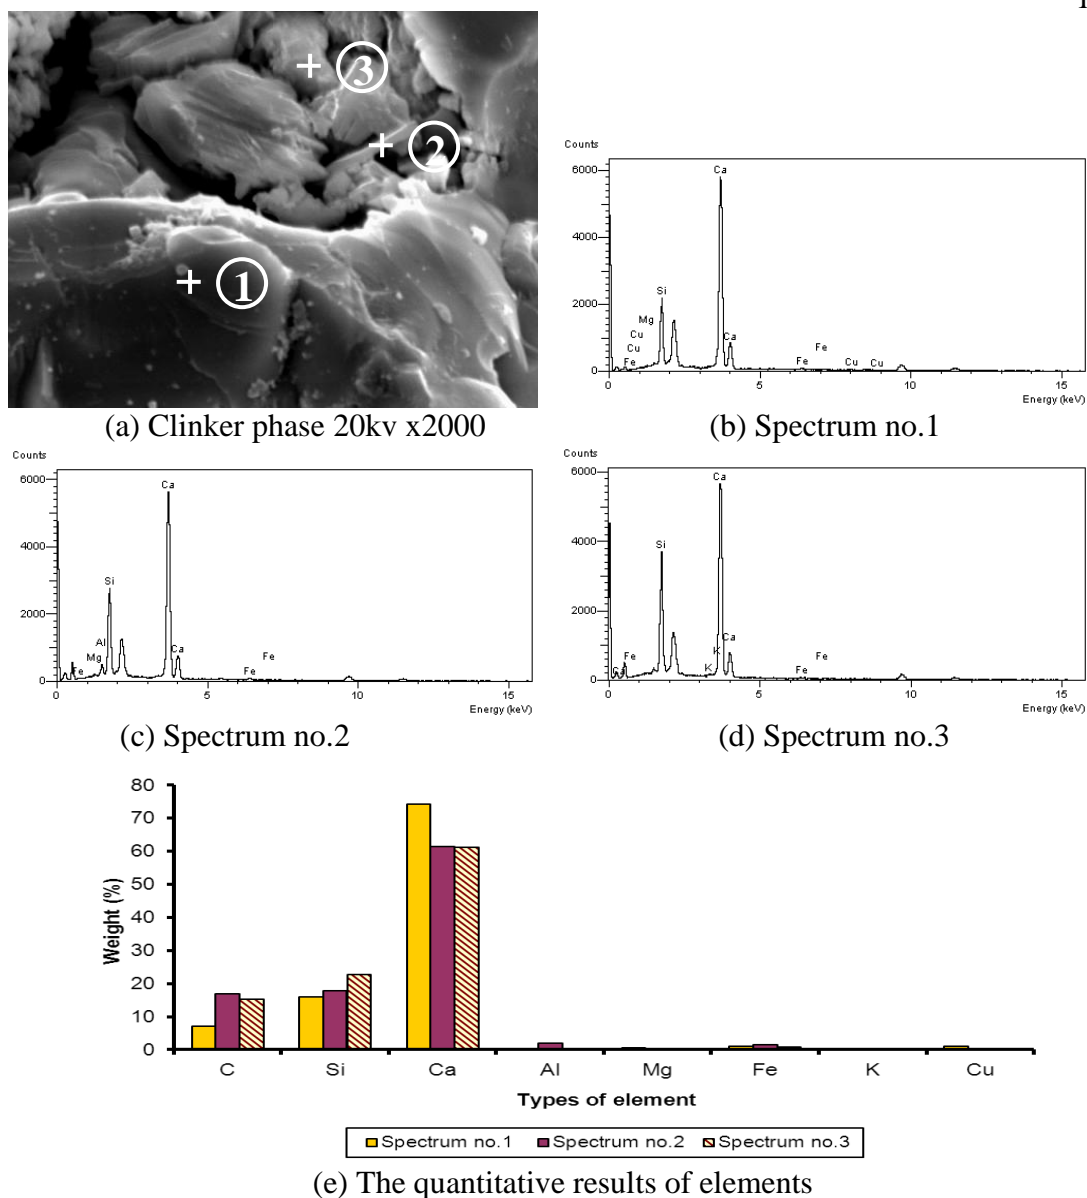 + 3
+ 2
+ 1
(a) Clinker phase 20kv x2000
Counts
6000
4000
2000
0
Ca
Si
Mg
Cu
Cu
Fe
Ca
Fe
Fe
Cu
Cu
5
10
15
Energy (keV)
(b) Spectrum no.1
Counts
6000
4000
2000
0
Ca
Si
Al
Mg
Fe
Ca
Fe
Fe
5
10
15
Energy (keV)
(c) Spectrum no.2
Counts
6000
4000
2000
0
Ca
Si
Fe
Ca
K
K
Ca
Fe
Fe
5
10
15
Energy (keV)
(d) Spectrum no.3
Weight (%)
80
70
60
50
40
30
20
10
0
C Si Ca Al Mg Fe K Cu
Types of element
Spectrum no.1 Spectrum no.2 Spectrum no.3
(e) The quantitative results of elements